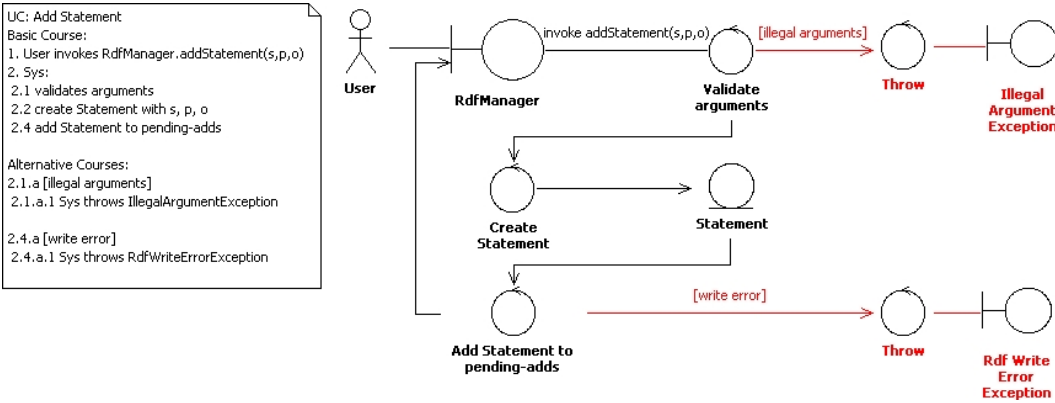 UC: Add Statement
Basic Course:
1. User invokes RdfManager.addStatement(s,p,o)
2. Sys:
2.1 validates arguments
2.2 create Statement with s, p, o
2.4 add Statement to pending-adds
Alternative Courses:
2.1.a [illegal arguments]
2.1.a.1 Sys throws IllegalArgumentException
2.4.a [write error]
2.4.a.1 Sys throws RdfWriteErrorException
User
RdfManager
invoke addStatement(s,p,o)
Validate
arguments
[illegal arguments]
Throw
Illegal
Argument
Exception
Create
Statement
Statement
Add Statement to
pending-adds
[write error]
Throw
Rdf Write
Error
Exception